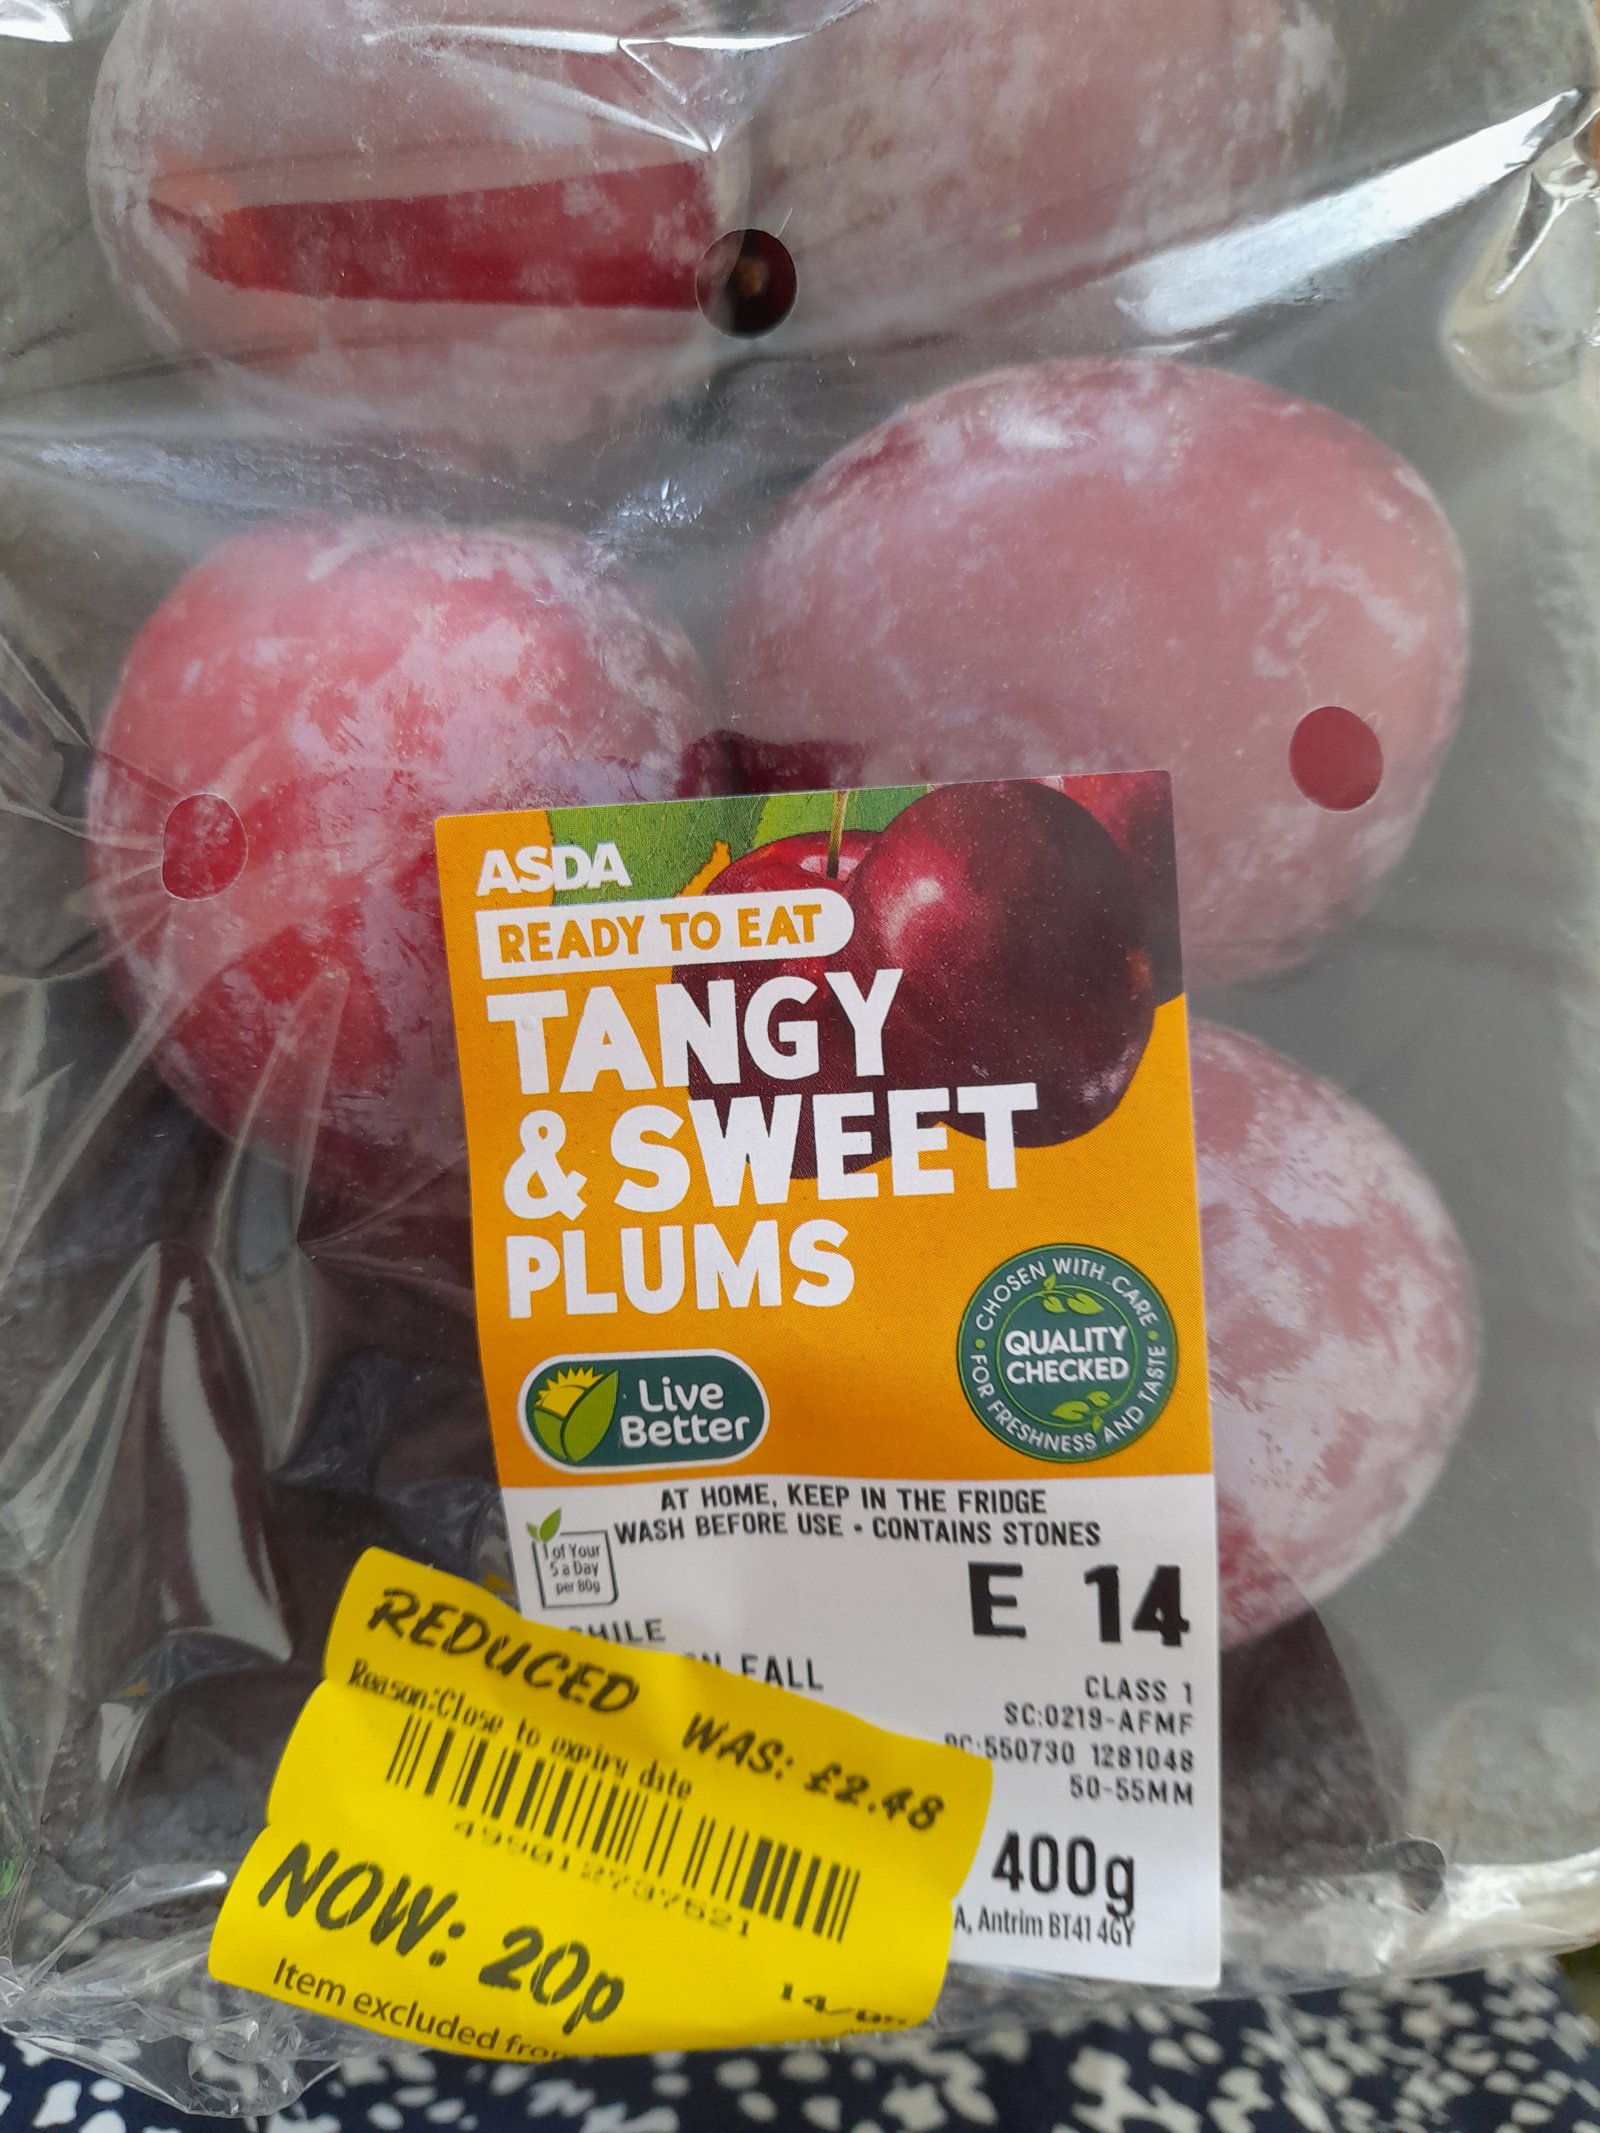 ASDA
READY TO EAT
TANGY
& SWEET
PLUMS
Live
Better
CHOSEN WITH CARE
QUALITY
CHECKED
FOR FRESHNESS AND TASTE
AT HOME, KEEP IN THE FRIDGE
WASH BEFORE USE - CONTAINS STONES
1 of Your
5 a Day
per 80g
E 14
FALL
CLASS 1
SC:0219-AFMF
:550730 1281048
50-55MM
400g
A, Antrim BT41 4GY
REDUCED WAS: £2.48
Reason:Close to expiry date
NOW: 20p
Item excluded